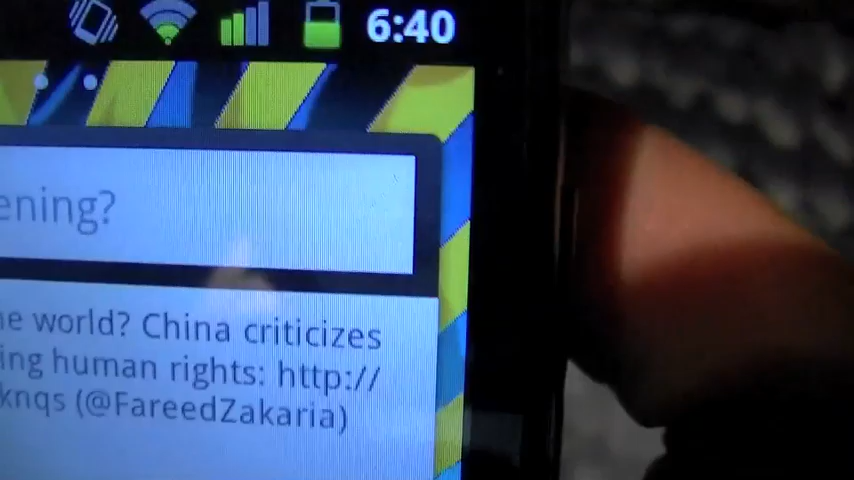 6:40
ening?
e world? China criticizes
ing human rights: http://
knqs (@FareedZakaria)